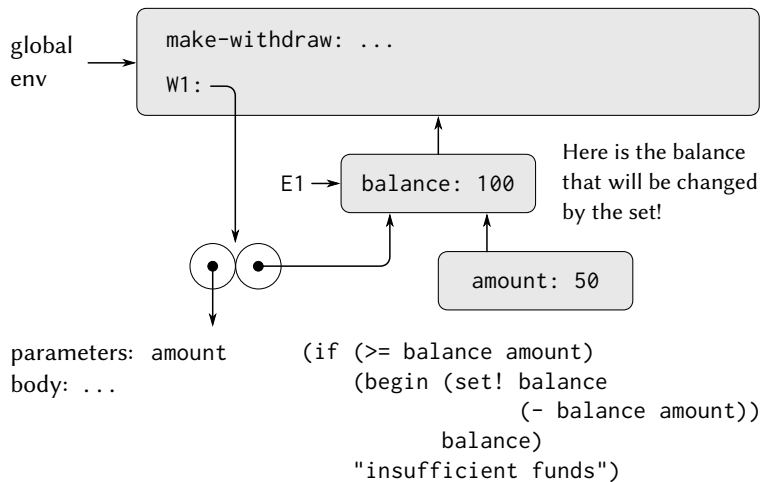 make-withdraw: ...
global
env
W1:
Here is the balance
that will be changed
by the set!
E1
balance: 100
amount: 50
parameters: amount
body: ...
(if (>= balance amount)
(begin (set! balance
(- balance amount))
balance)
"insufficient funds")